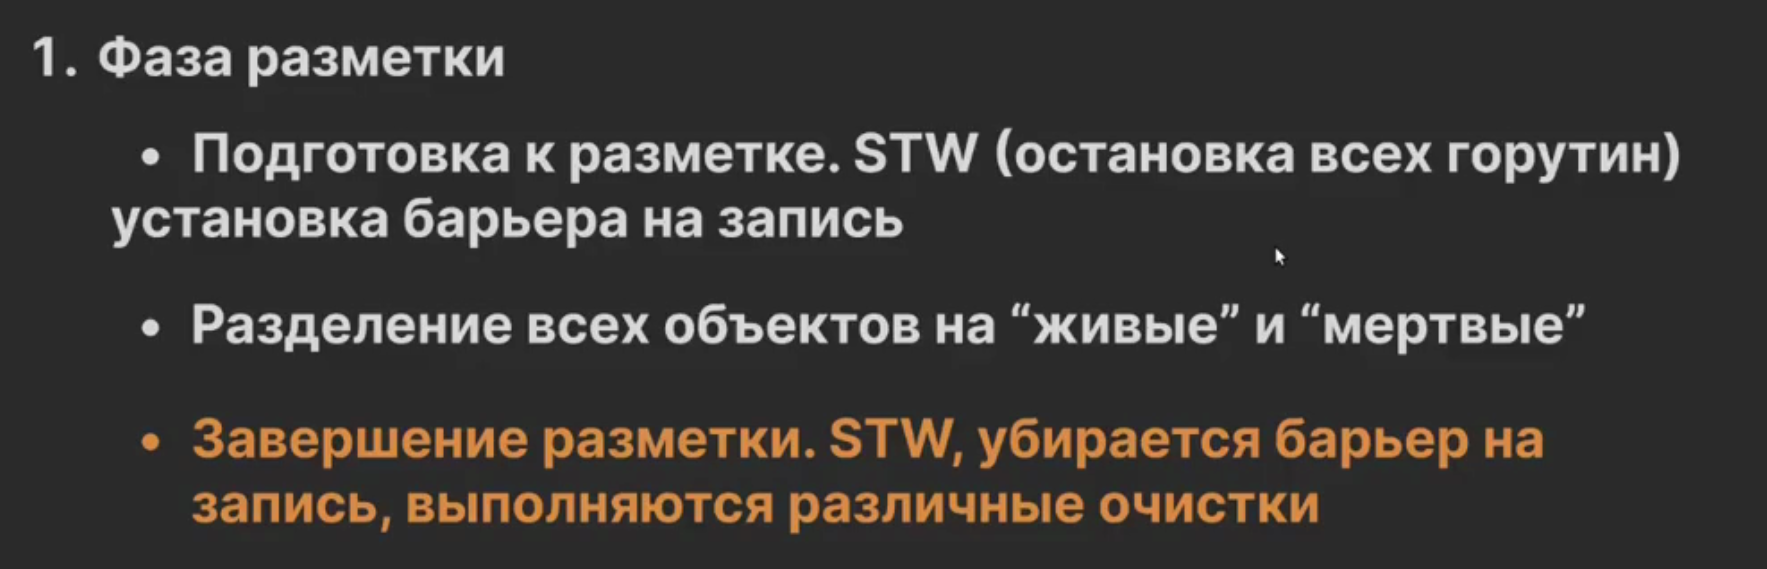 1. Фаза разметки
• Подготовка к разметке. STW (остановка всех горутин)
установка барьера на запись
• Разделение всех объектов на “живые” и “мертвые”
• Завершение разметки. STW, убирается барьер на
запись, выполняются различные очистки